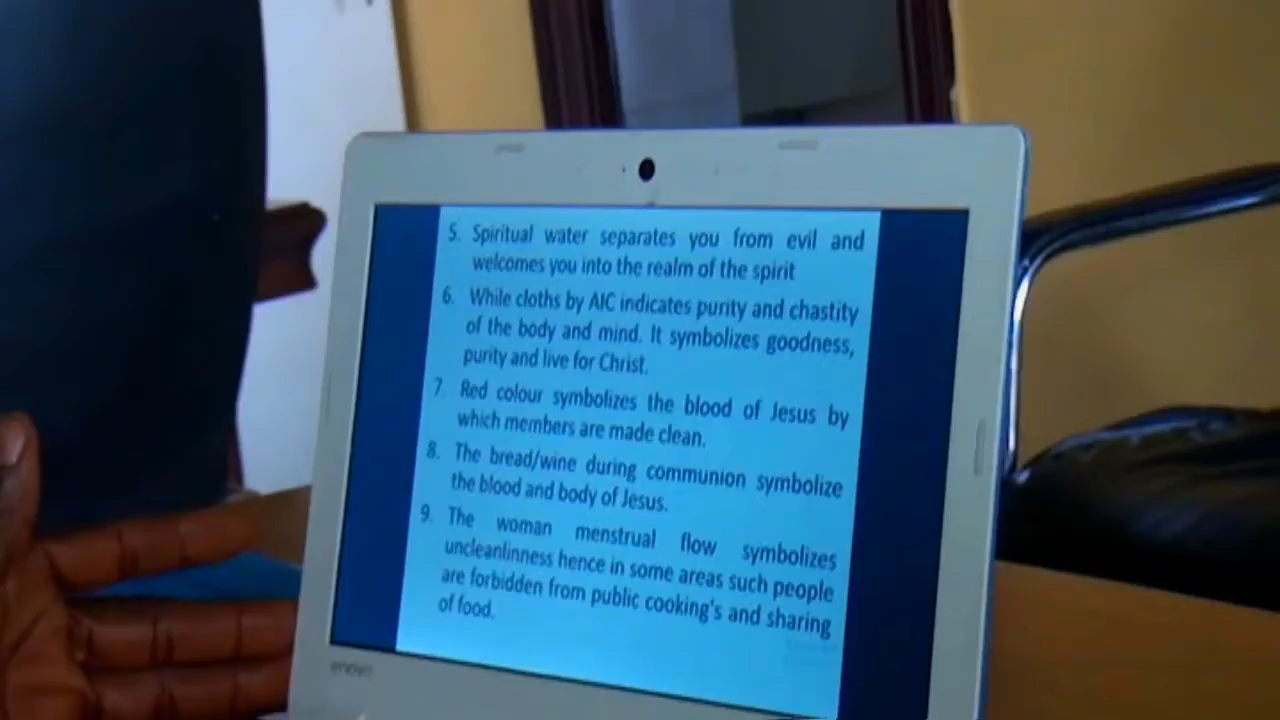 5. Spiritual water separates you from evil and
welcomes you into the realm of the spirit
6. While cloths by AIC indicates purity and chastity
of the body and mind. It symbolizes goodness,
purity and live for Christ.
7. Red colour symbolizes the blood of Jesus by
which members are made clean.
8. The bread/wine during communion symbolize
the blood and body of Jesus.
9. The woman menstrual flow symbolizes
uncleanlinness hence in some areas such people
are forbidden from public cooking's and sharing
of food.
lenovo